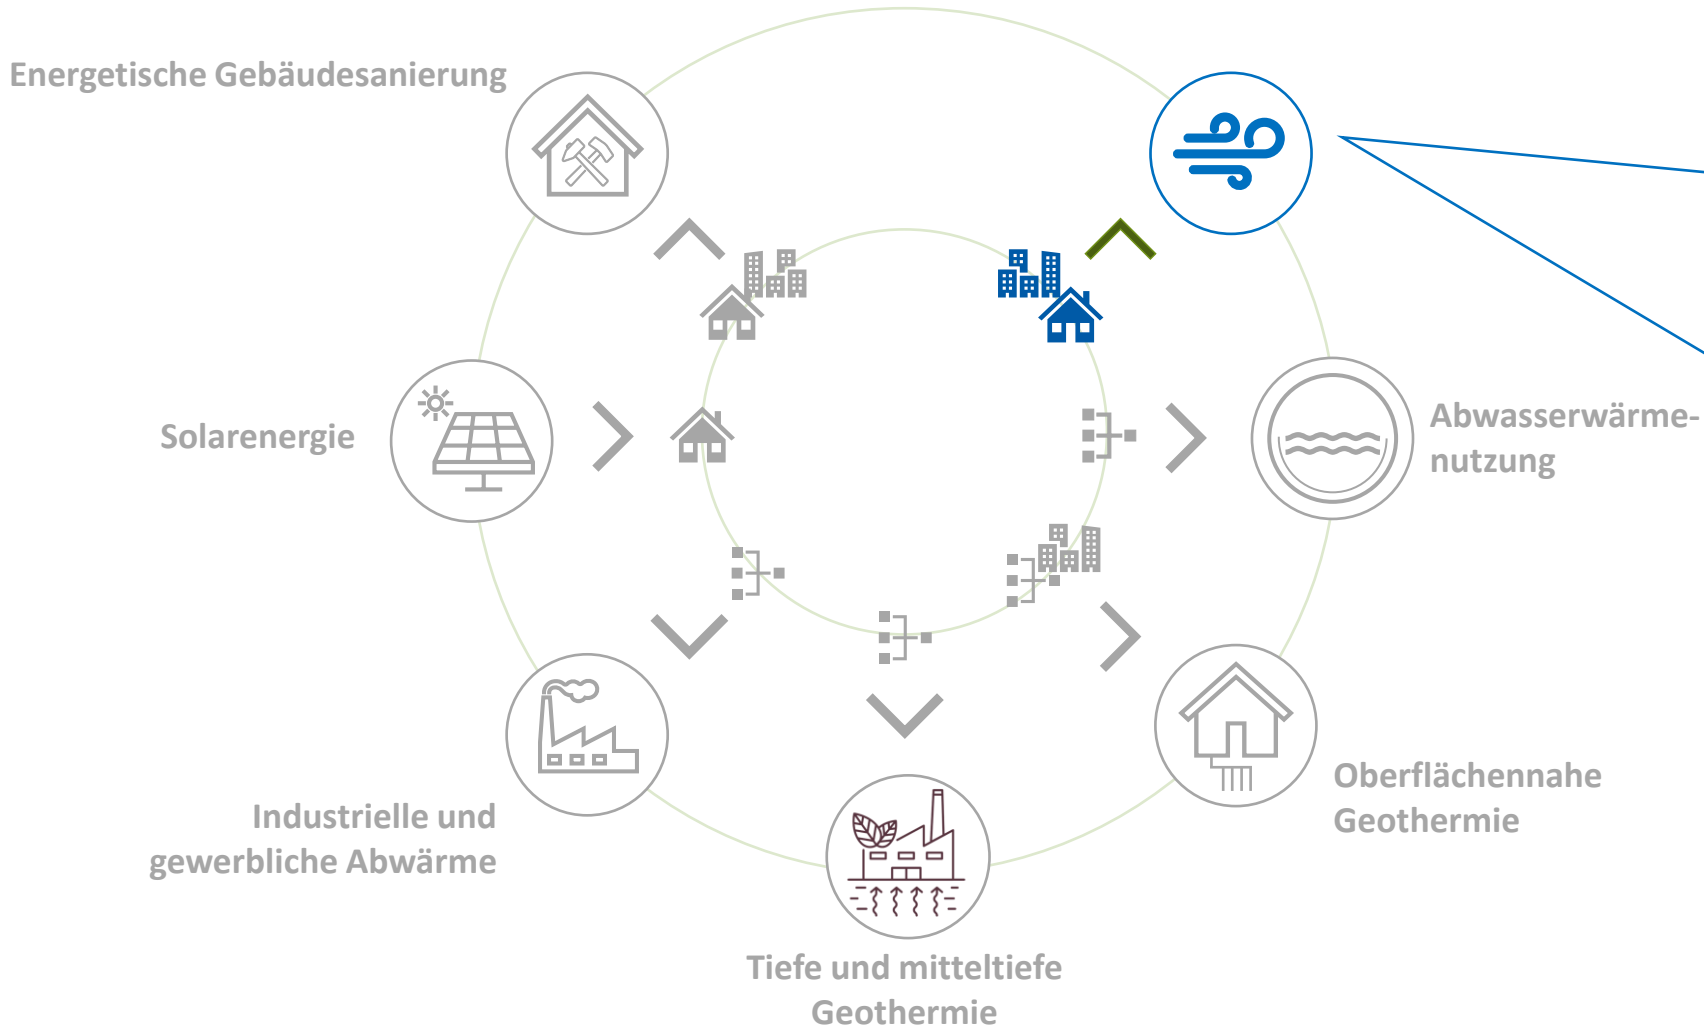 Energetische Gebäudesanierung
Solarenergie
Abwasserwärme-
nutzung
Industrielle und
gewerbliche Abwärme
Oberflächennahe
Geothermie
Tiefe und mitteltiefe
Geothermie